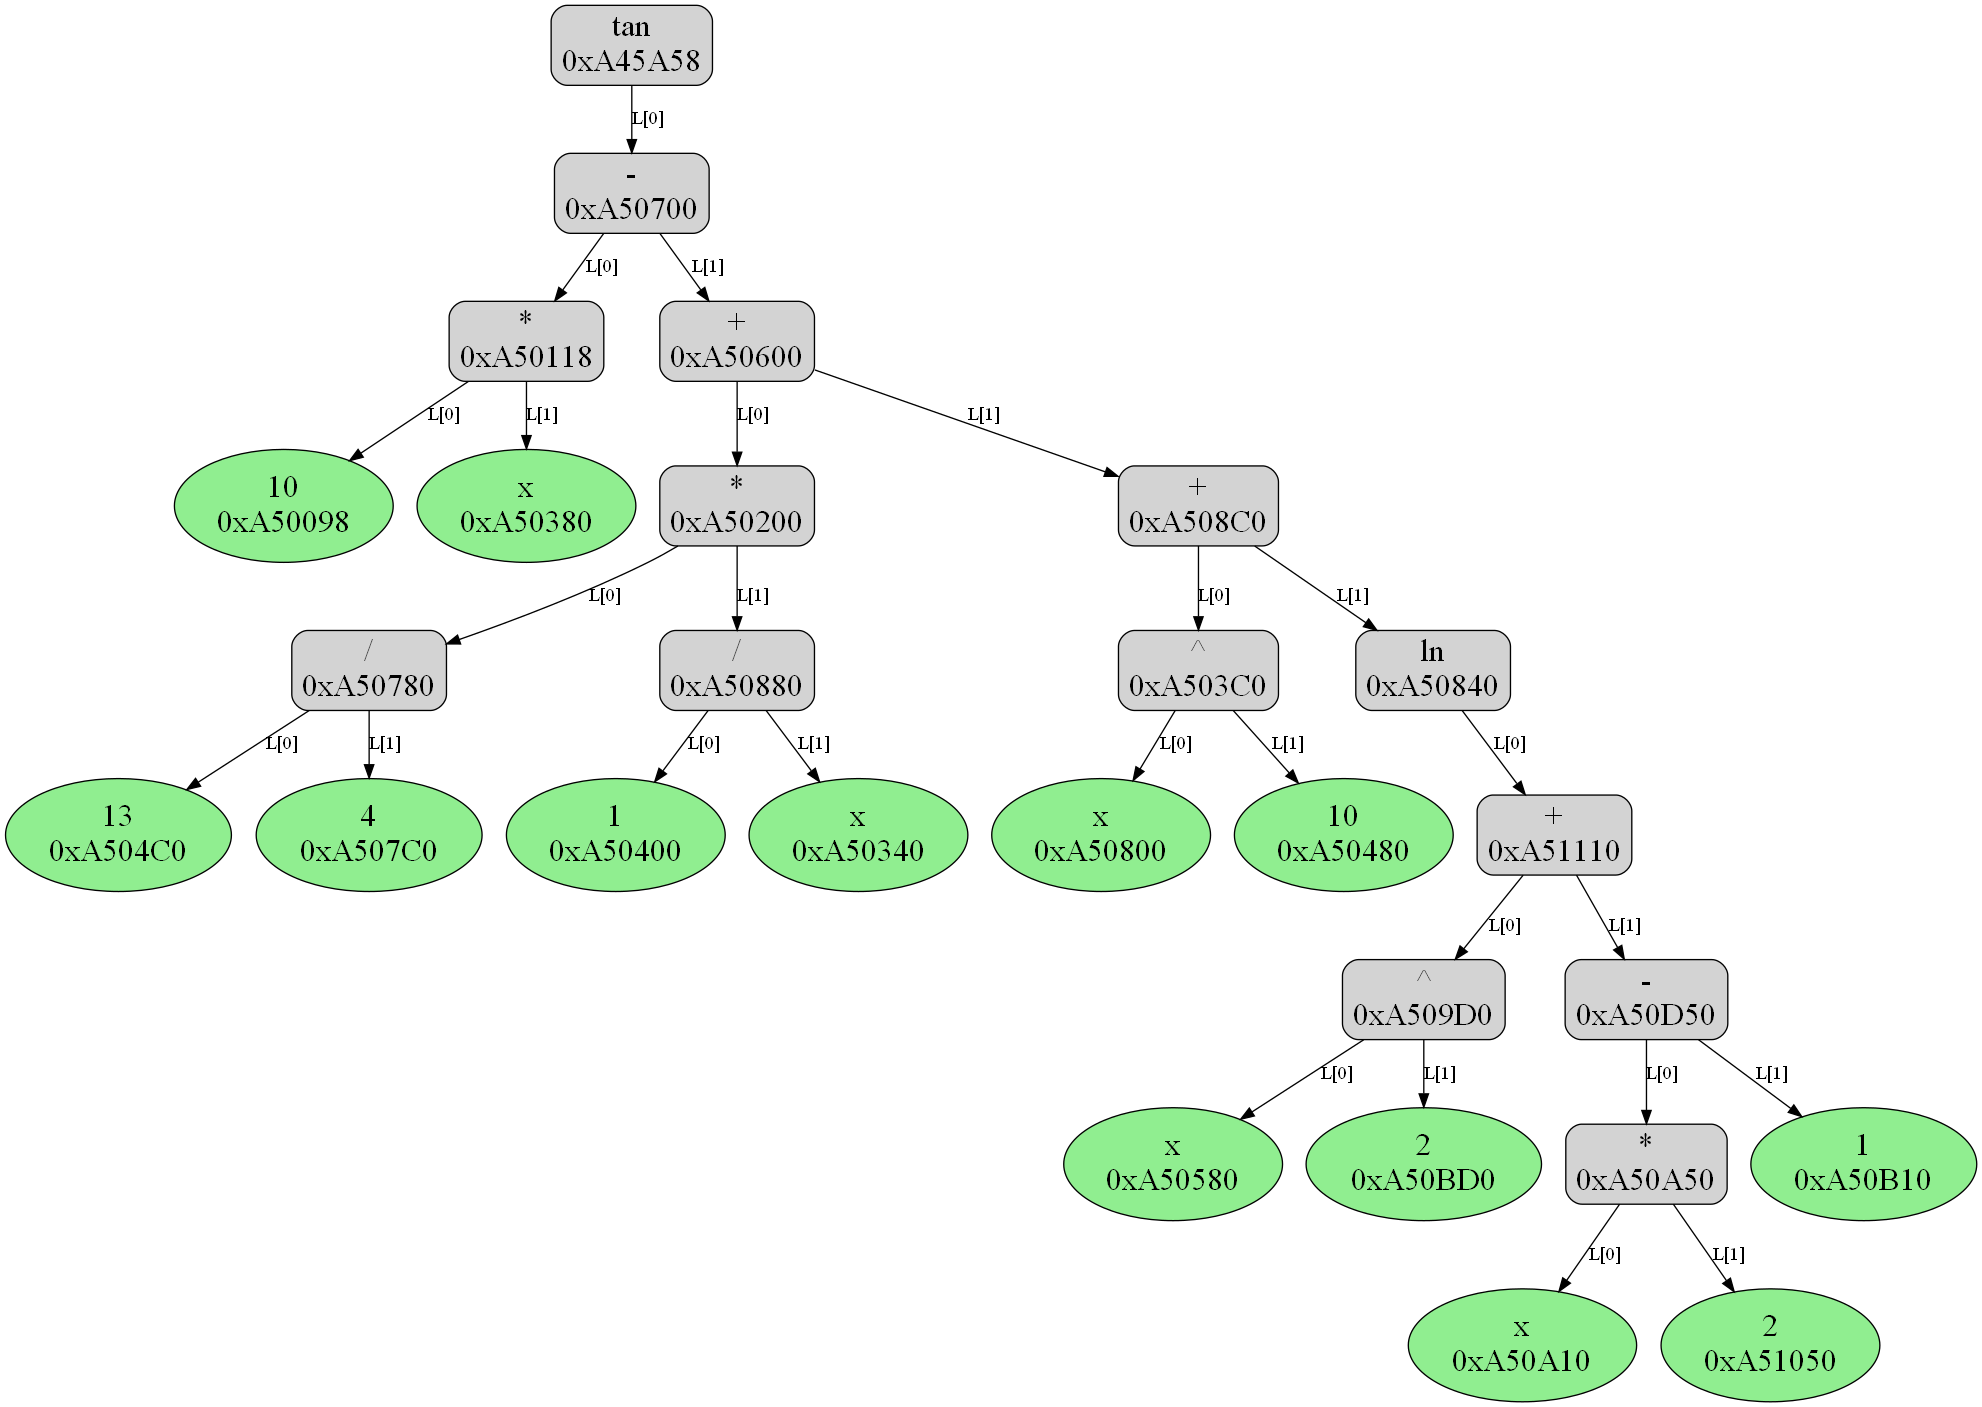 tan
0xA45A58
L[0]
-
0xA50700
L[0]
L[1]
*
0xA50118
+
0xA50600
L[0]
L[1]
L[0]
L[1]
10
0xA50098
x
0xA50380
*
0xA50200
+
0xA508C0
L[0]
L[1]
L[0]
L[1]
/
0xA50780
/
0xA50880
^
0xA503C0
ln
0xA50840
L[0]
L[1]
L[0]
L[1]
L[0]
L[1]
L[0]
13
0xA504C0
4
0xA507C0
1
0xA50400
x
0xA50340
x
0xA50800
10
0xA50480
+
0xA51110
L[0]
L[1]
^
0xA509D0
-
0xA50D50
L[0]
L[1]
L[0]
L[1]
x
0xA50580
2
0xA50BD0
*
0xA50A50
1
0xA50B10
L[0]
L[1]
x
0xA50A10
2
0xA51050